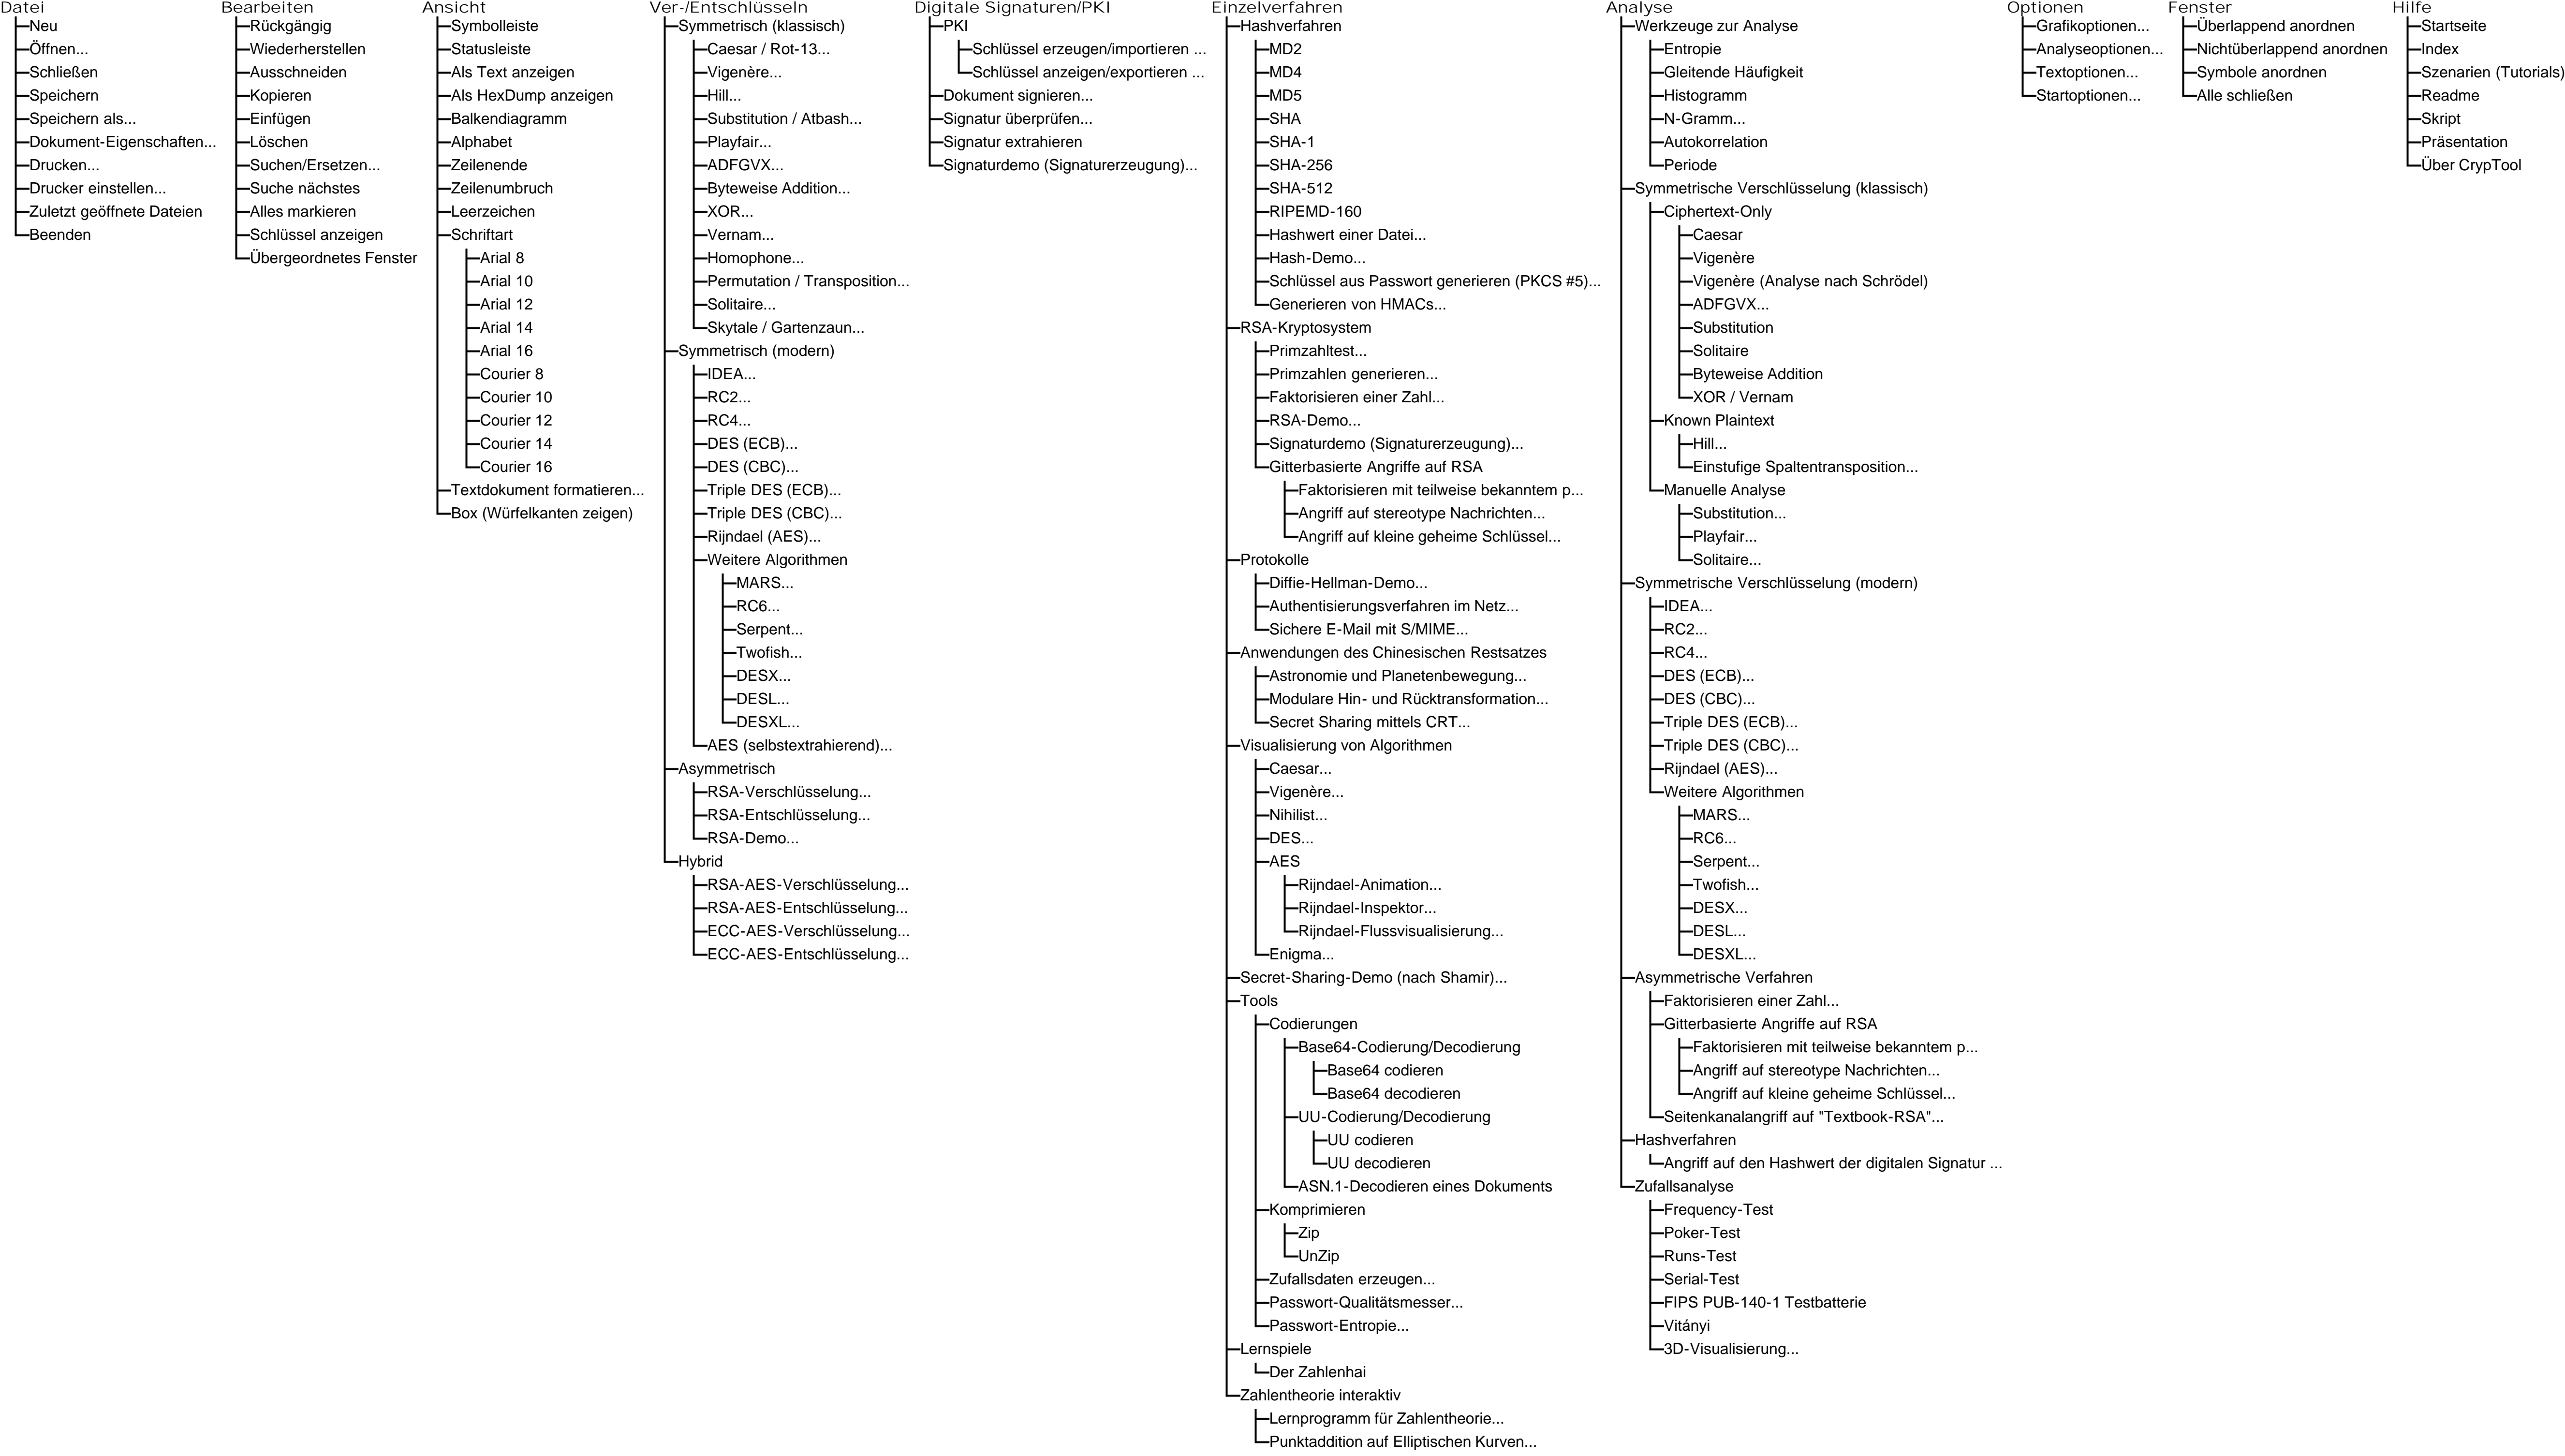 Datei
Neu
Öffnen...
Schließen
Speichern
Speichern als...
Dokument-Eigenschaften...
Drucken...
Drucker einstellen...
Zuletzt geöffnete Dateien
Beenden
Bearbeiten
Rückgängig
Wiederherstellen
Ausschneiden
Kopieren
Einfügen
Löschen
Suchen/Ersetzen...
Suche nächstes
Alles markieren
Schlüssel anzeigen
Übergeordnetes Fenster
Ansicht
Symbolleiste
Statusleiste
Als Text anzeigen
Als HexDump anzeigen
Balkendiagramm
Alphabet
Zeilenende
Zeilenumbruch
Leerzeichen
Schriftart
Arial 8
Arial 10
Arial 12
Arial 14
Arial 16
Courier 8
Courier 10
Courier 12
Courier 14
Courier 16
Textdokument formatieren...
Box (Würfelkanten zeigen)
Ver-/Entschlüsseln
Symmetrisch (klassisch)
Caesar / Rot-13...
Vigenère...
Hill...
Substitution / Atbash...
Playfair...
ADFGVX...
Byteweise Addition...
XOR...
Vernam...
Homophone...
Permutation / Transposition...
Solitaire...
Skytale / Gartenzaun...
Symmetrisch (modern)
IDEA...
RC2...
RC4...
DES (ECB)...
DES (CBC)...
Triple DES (ECB)...
Triple DES (CBC)...
Rijndael (AES)...
Weitere Algorithmen
MARS...
RC6...
Serpent...
Twofish...
DESX...
DESL...
DESXL...
AES (selbstextrahierend)...
Asymmetrisch
RSA-Verschlüsselung...
RSA-Entschlüsselung...
RSA-Demo...
Hybrid
RSA-AES-Verschlüsselung...
RSA-AES-Entschlüsselung...
ECC-AES-Verschlüsselung...
ECC-AES-Entschlüsselung...
Digitale Signaturen/PKI
PKI
Schlüssel erzeugen/importieren ...
Schlüssel anzeigen/exportieren ...
Dokument signieren...
Signatur überprüfen...
Signatur extrahieren
Signaturdemo (Signaturerzeugung)...
Einzelverfahren
Hashverfahren
MD2
MD4
MD5
SHA
SHA-1
SHA-256
SHA-512
RIPEMD-160
Hashwert einer Datei...
Hash-Demo...
Schlüssel aus Passwort generieren (PKCS #5)...
Generieren von HMACs...
RSA-Kryptosystem
Primzahltest...
Primzahlen generieren...
Faktorisieren einer Zahl...
RSA-Demo...
Signaturdemo (Signaturerzeugung)...
Gitterbasierte Angriffe auf RSA
Faktorisieren mit teilweise bekanntem p...
Angriff auf stereotype Nachrichten...
Angriff auf kleine geheime Schlüssel...
Protokolle
Diffie-Hellman-Demo...
Authentisierungsverfahren im Netz...
Sichere E-Mail mit S/MIME...
Anwendungen des Chinesischen Restsatzes
Astronomie und Planetenbewegung...
Modulare Hin- und Rücktransformation...
Secret Sharing mittels CRT...
Visualisierung von Algorithmen
Caesar...
Vigenère...
Nihilist...
DES...
AES
Rijndael-Animation...
Rijndael-Inspektor...
Rijndael-Flussvisualisierung...
Enigma...
Secret-Sharing-Demo (nach Shamir)...
Tools
Codierungen
Base64-Codierung/Decodierung
Base64 codieren
Base64 decodieren
UU-Codierung/Decodierung
UU codieren
UU decodieren
ASN.1-Decodieren eines Dokuments
Komprimieren
Zip
UnZip
Zufallsdaten erzeugen...
Passwort-Qualitätsmesser...
Passwort-Entropie...
Lernspiele
Der Zahlenhai
Zahlentheorie interaktiv
Lernprogramm für Zahlentheorie...
Punktaddition auf Elliptischen Kurven...
Analyse
Werkzeuge zur Analyse
Entropie
Gleitende Häufigkeit
Histogramm
N-Gramm...
Autokorrelation
Periode
Symmetrische Verschlüsselung (klassisch)
Ciphertext-Only
Caesar
Vigenère
Vigenère (Analyse nach Schrödel)
ADFGVX...
Substitution
Solitaire
Byteweise Addition
XOR / Vernam
Known Plaintext
Hill...
Einstufige Spaltentransposition...
Manuelle Analyse
Substitution...
Playfair...
Solitaire...
Symmetrische Verschlüsselung (modern)
IDEA...
RC2...
RC4...
DES (ECB)...
DES (CBC)...
Triple DES (ECB)...
Triple DES (CBC)...
Rijndael (AES)...
Weitere Algorithmen
MARS...
RC6...
Serpent...
Twofish...
DESX...
DESL...
DESXL...
Asymmetrische Verfahren
Faktorisieren einer Zahl...
Gitterbasierte Angriffe auf RSA
Faktorisieren mit teilweise bekanntem p...
Angriff auf stereotype Nachrichten...
Angriff auf kleine geheime Schlüssel...
Seitenkanalangriff auf "Textbook-RSA"...
Hashverfahren
Angriff auf den Hashwert der digitalen Signatur ...
Zufallsanalyse
Frequency-Test
Poker-Test
Runs-Test
Serial-Test
FIPS PUB-140-1 Testbatterie
Vitányi
3D-Visualisierung...
Optionen
Grafikoptionen...
Analyseoptionen...
Textoptionen...
Startoptionen...
Fenster
Überlappend anordnen
Nichtüberlappend anordnen
Symbole anordnen
Alle schließen
Hilfe
Startseite
Index
Szenarien (Tutorials)
Readme
Skript
Präsentation
Über CrypTool